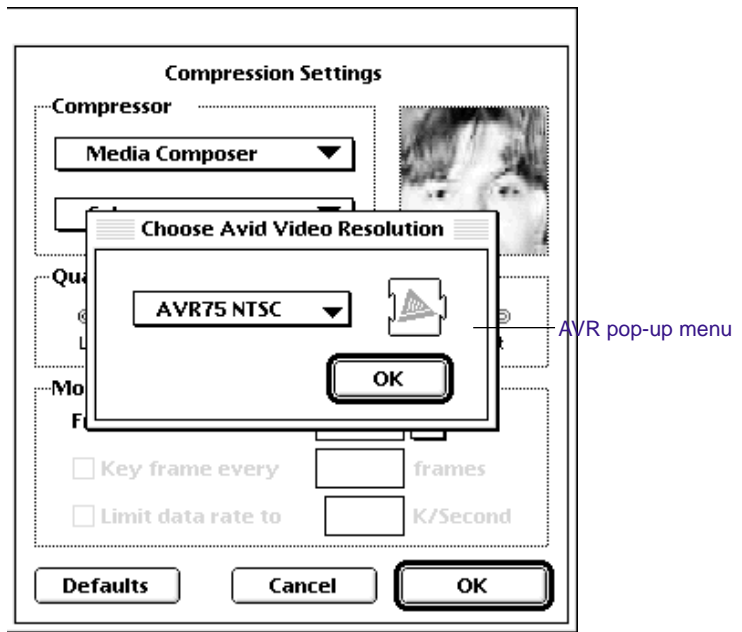 Compression Settings
Compressor
Media Composer
Choose Avid Video Resolution
AVR75 NTSC
AVR pop-up menu
OK
Key frame every
frames
Limit data rate to
K/Second
Defaults
Cancel
OK